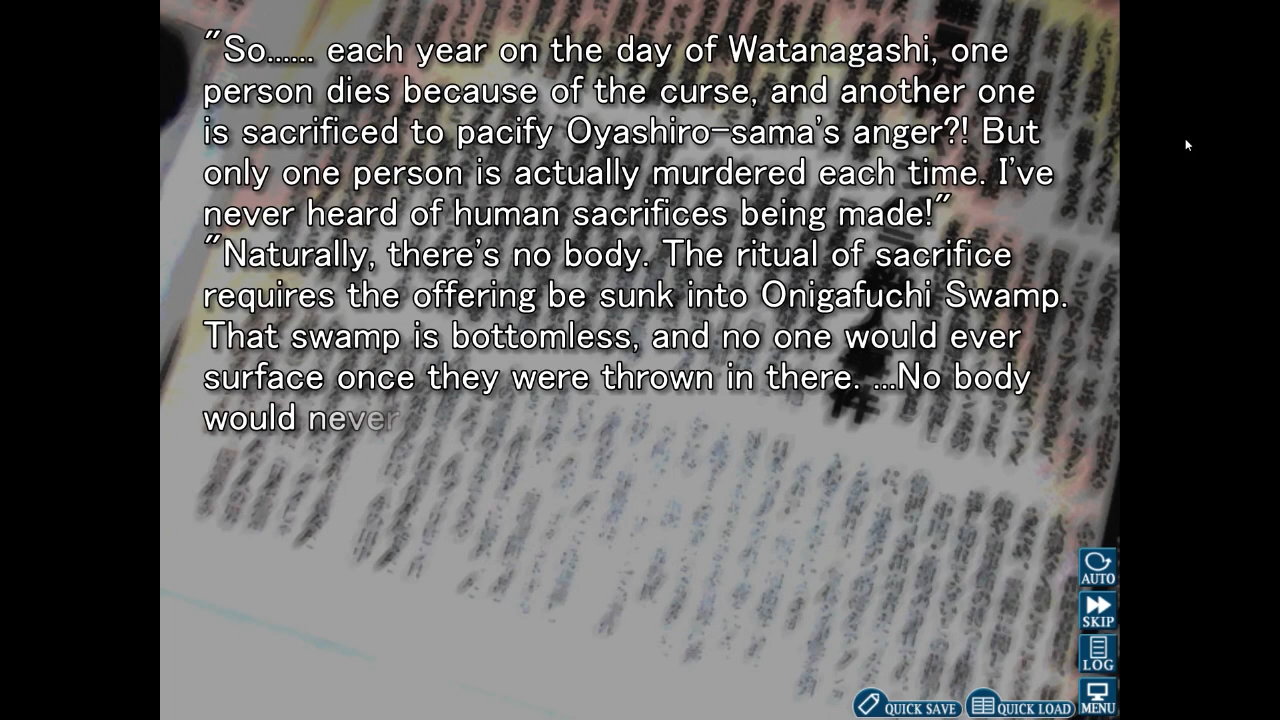 "So...... each year on the day of Watanagashi, one
person dies because of the curse, and another one
is sacrificed to pacify Oyashiro-sama's anger?! But
only one person is actually murdered each time. I've
never heard of human sacrifices being made!"
"Naturally, there's no body. The ritual of sacrifice
requires the offering be sunk into Onigafuchi Swamp.
That swamp is bottomless, and no one would ever
surface once they were thrown in there. ...No body
would never
AUTO
SKIP
LOG
MENU
QUICK SAVE
QUICK LOAD